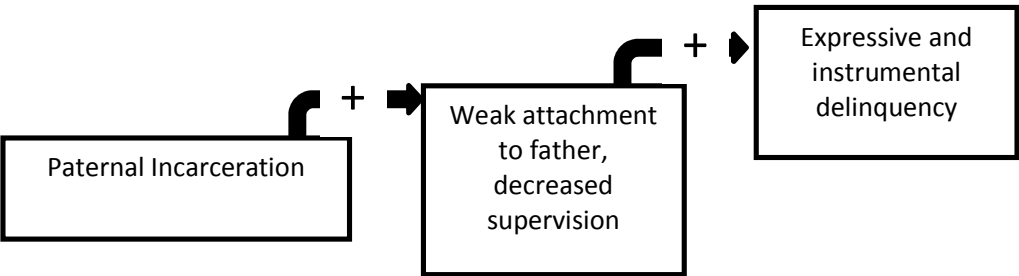 Paternal Incarceration
+
Weak attachment
to father,
decreased
supervision
+
Expressive and
instrumental
delinquency